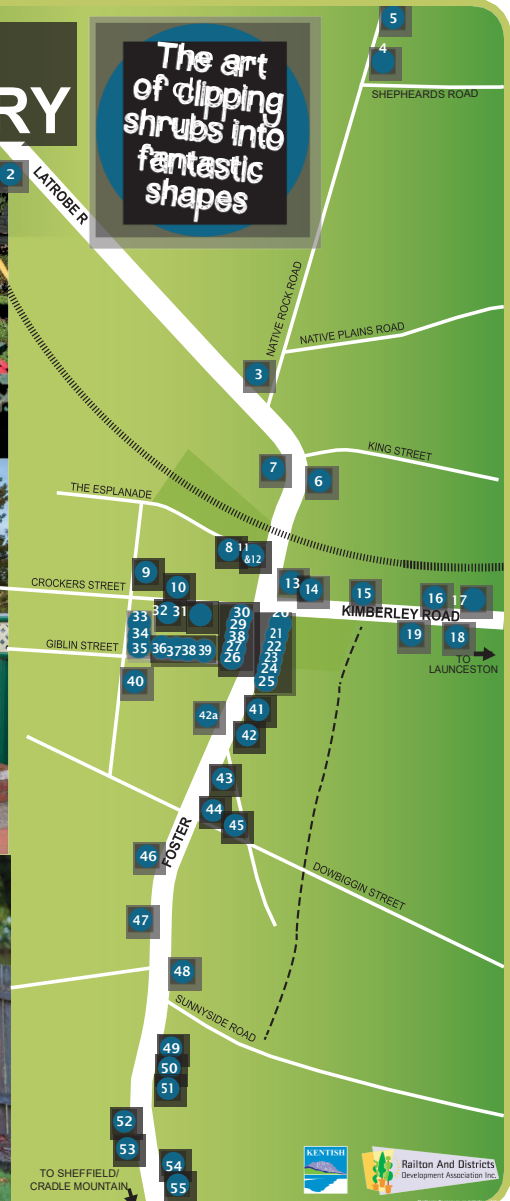 RY
The art
of clipping
shrubs into
fantastic
shapes
5
4
SHEPHEARDS ROAD
2
LATROBE R
NATIVE ROCK ROAD
NATIVE PLAINS ROAD
3
KING STREET
7
6
THE ESPLANADE
8 11
&12
9
10
13
14
15
16 17
CROCKERS STREET
KIMBERLEY ROAD
33
32 31
30
20
34
29
21
19
18
GIBLIN STREET
35
36 37 38 39
38
22
27
23
26
24
25
TO
LAUNCESTON
40
42a
41
42
43
44
45
FOSTER
46
DOWBIGGIN STREET
47
48
SUNNYSIDE ROAD
49
50
51
52
53
54
55
TO SHEFFIELD/
CRADLE MOUNTAIN
KENTISH
Railton And Districts
Development Association Inc.